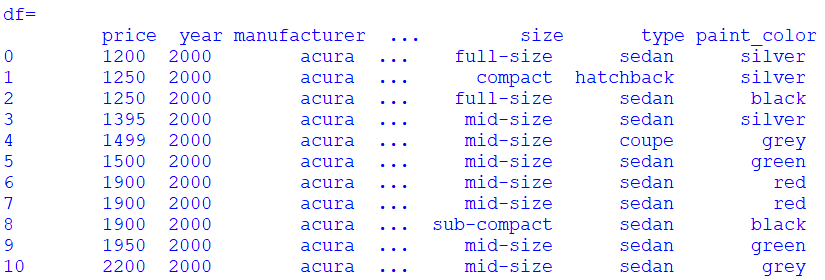 df=
price year manufacturer ... size type paint_color
0 1200 2000 acura ... full-size sedan silver
1 1250 2000 acura ... compact hatchback silver
2 1250 2000 acura ... full-size sedan black
3 1395 2000 acura ... mid-size sedan silver
4 1499 2000 acura ... mid-size coupe grey
5 1500 2000 acura ... mid-size sedan green
6 1900 2000 acura ... mid-size sedan red
7 1900 2000 acura ... mid-size sedan red
8 1900 2000 acura ... sub-compact sedan black
9 1950 2000 acura ... mid-size sedan green
10 2200 2000 acura ... mid-size sedan grey